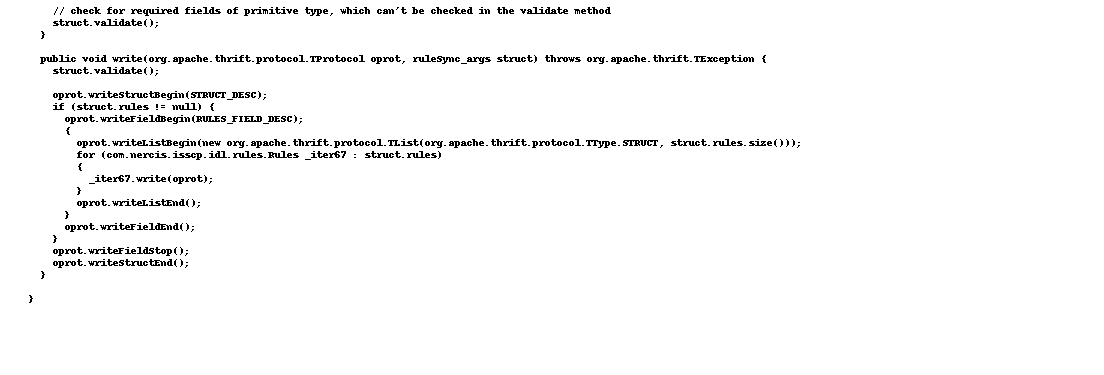 // check for required fields of primitive type, which can't be checked in the validate method
struct.validate();
}
public void write(org.apache.thrift.protocol.TProtocol oprot, ruleSync_args struct) throws org.apache.thrift.TException {
struct.validate();
oprot.writeStructBegin(STRUCT_DESC);
if (struct.rules != null) {
oprot.writeFieldBegin(RULES_FIELD_DESC);
{
oprot.writeListBegin(new org.apache.thrift.protocol.TList(org.apache.thrift.protocol.TType.STRUCT, struct.rules.size()));
for (com.nercis.isscp.idl.rules.Rules _iter67 : struct.rules)
{
_iter67.write(oprot);
}
oprot.writeListEnd();
}
oprot.writeFieldEnd();
}
oprot.writeFieldStop();
oprot.writeStructEnd();
}
}